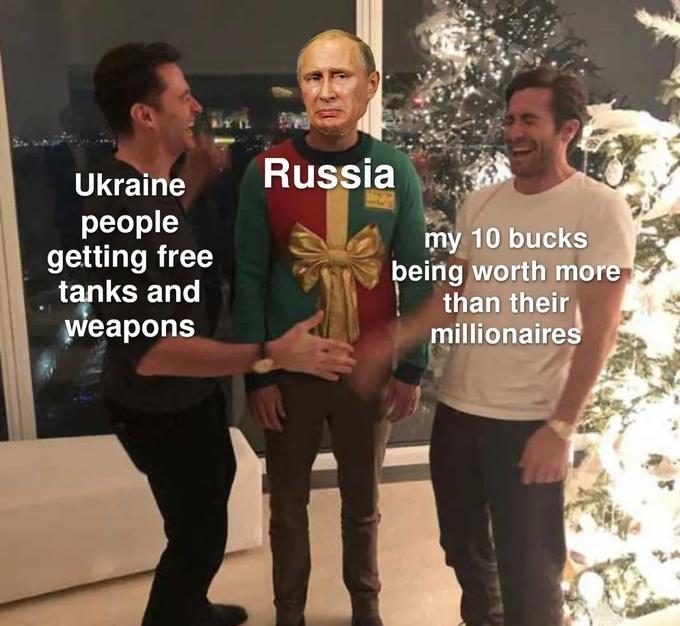 Ukraine
people
getting free
tanks and
weapons
Russia
my 10 bucks
being worth more
than their
millionaires